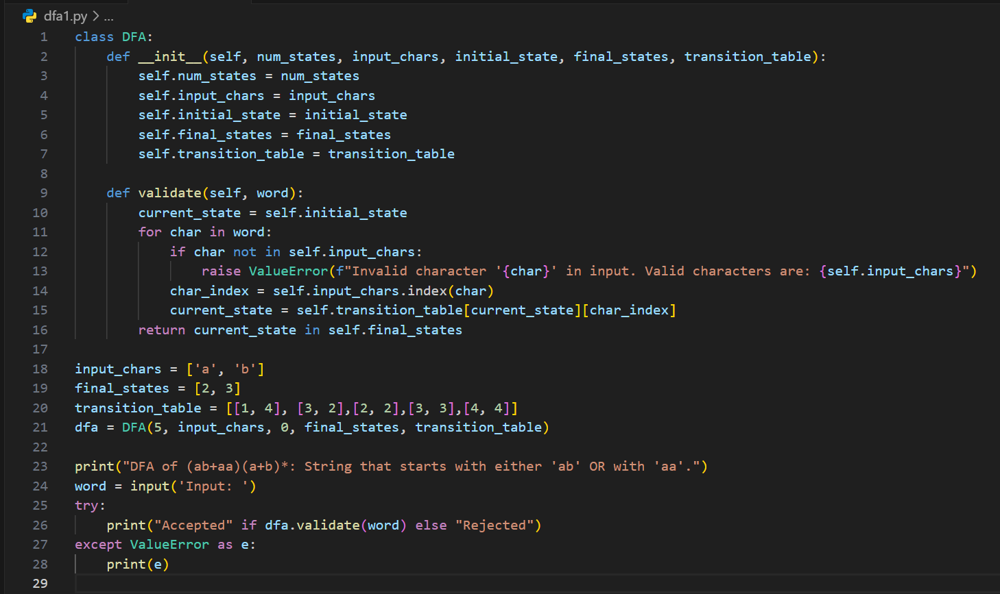 dfa1.py > ...
1 class DFA:
2     def __init__(self, num_states, input_chars, initial_state, final_states, transition_table):
3         self.num_states = num_states
4         self.input_chars = input_chars
5         self.initial_state = initial_state
6         self.final_states = final_states
7         self.transition_table = transition_table
8
9     def validate(self, word):
10         current_state = self.initial_state
11         for char in word:
12             if char not in self.input_chars:
13                 raise ValueError(f"Invalid character '{char}' in input. Valid characters are: {self.input_chars}")
14             char_index = self.input_chars.index(char)
15             current_state = self.transition_table[current_state][char_index]
16         return current_state in self.final_states
17
18 input_chars = ['a', 'b']
19 final_states = [2, 3]
20 transition_table = [[1, 4], [3, 2],[2, 2],[3, 3],[4, 4]]
21 dfa = DFA(5, input_chars, 0, final_states, transition_table)
22
23 print("DFA of (ab+aa)(a+b)*: String that starts with either 'ab' OR with 'aa'.")
24 word = input('Input: ')
25 try:
26     print("Accepted" if dfa.validate(word) else "Rejected")
27 except ValueError as e:
28     print(e)
29